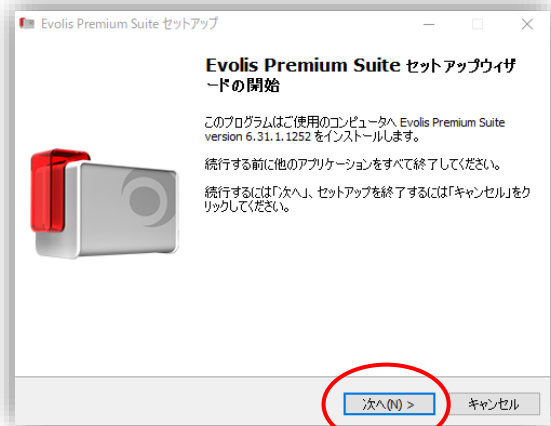 Evolis Premium Suite セットアップ
Evolis Premium Suite セットアップウィザ
ードの開始
このプログラムはご使用のコンピュータへ Evolis Premium Suite
version 6.31.1.1252 をインストールします。
続行する前に他のアプリケーションをすべて終了してください。
続行するには「次へ」、セットアップを終了するには「キャンセル」をク
リックしてください。
次へ(N) >
キャンセル